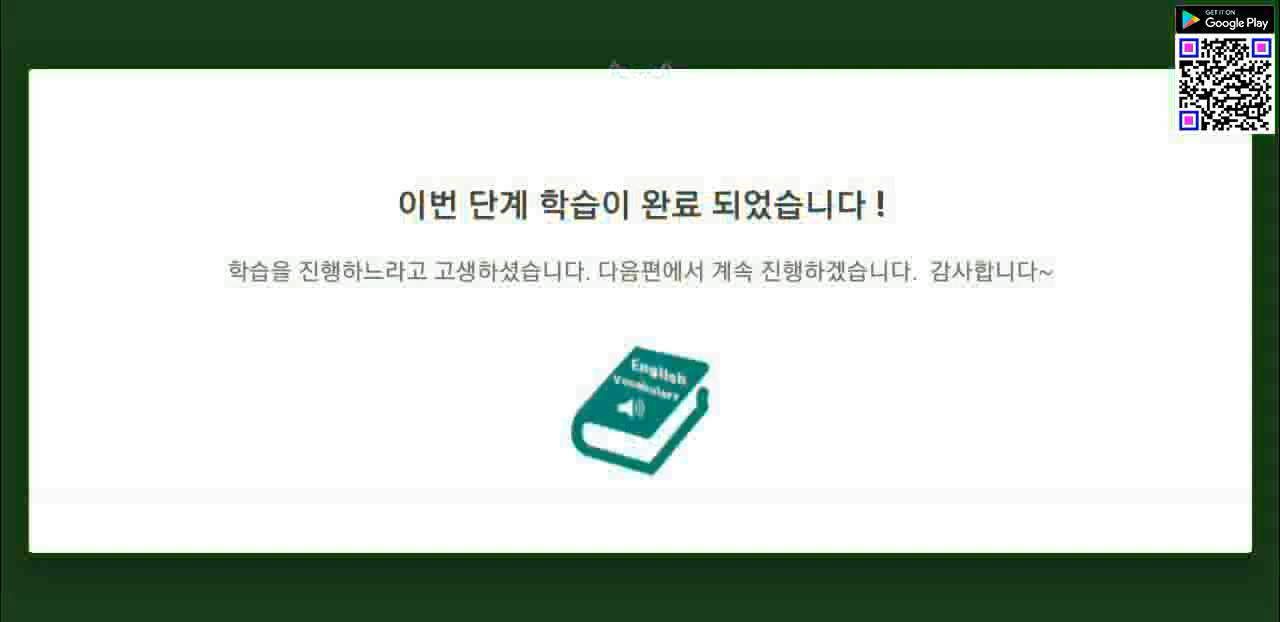 GET IT ON
Google Play
이번 단계 학습이 완료 되었습니다 !
학습을 진행하느라고 고생하셨습니다. 다음편에서 계속 진행하겠습니다.  감사합니다~
English
Vocabulary